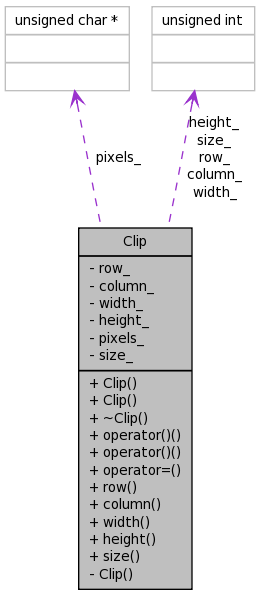 unsigned char *
unsigned int
pixels_
height_
size_
row_
column_
width_
Clip
- row_
- column_
- width_
- height_
- pixels_
- size_
+ Clip()
+ Clip()
+ ~Clip()
+ operator()()
+ operator()()
+ operator=()
+ row()
+ column()
+ width()
+ height()
+ size()
- Clip()